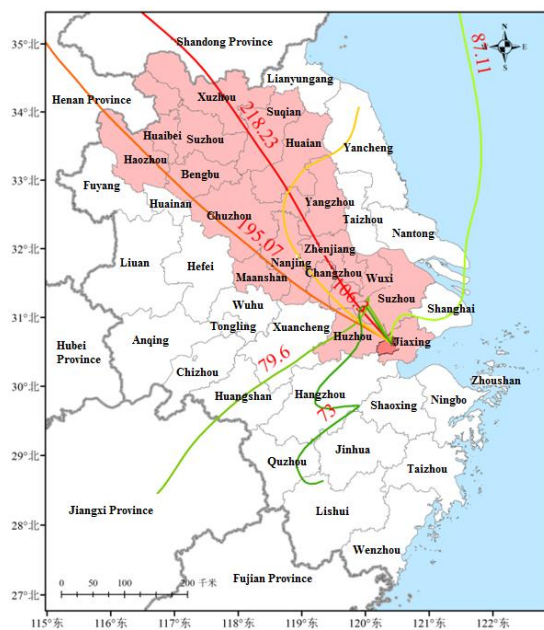 35°北
34°北
33°北
32°北
31°北
30°北
29°北
28°北
27°北
Shandong Province
87.11
N
W
E
S
Lianyungang
Henan Province
Xuzhou
Suqian
218.23
Huaibei
Suzhou
Huaian
Yancheng
Haozhou
Bengbu
Fuyang
Huainan
Yangzhou
Chuzhou
Taizhou
195.07
Nantong
Zhenjiang
Liuan
Hefei
Nanjing
Changzhou
Wuxi
Maanshan
Suzhou
Wuhu
Shanghai
Tongling
Xuancheng
Anqing
Huzhou
Jiaxing
Hubei
Province
79.6
Chizhou
Zhoushan
Huangshan
Hangzhou
Shaoxing
Ningbo
73
Quzhou
Jinhua
Taizhou
Jiangxi Province
Lishui
Wenzhou
Fujian Province
0 50 100 200 千米
115°东 116°东 117°东 118°东 119°东 120°东 121°东 122°东